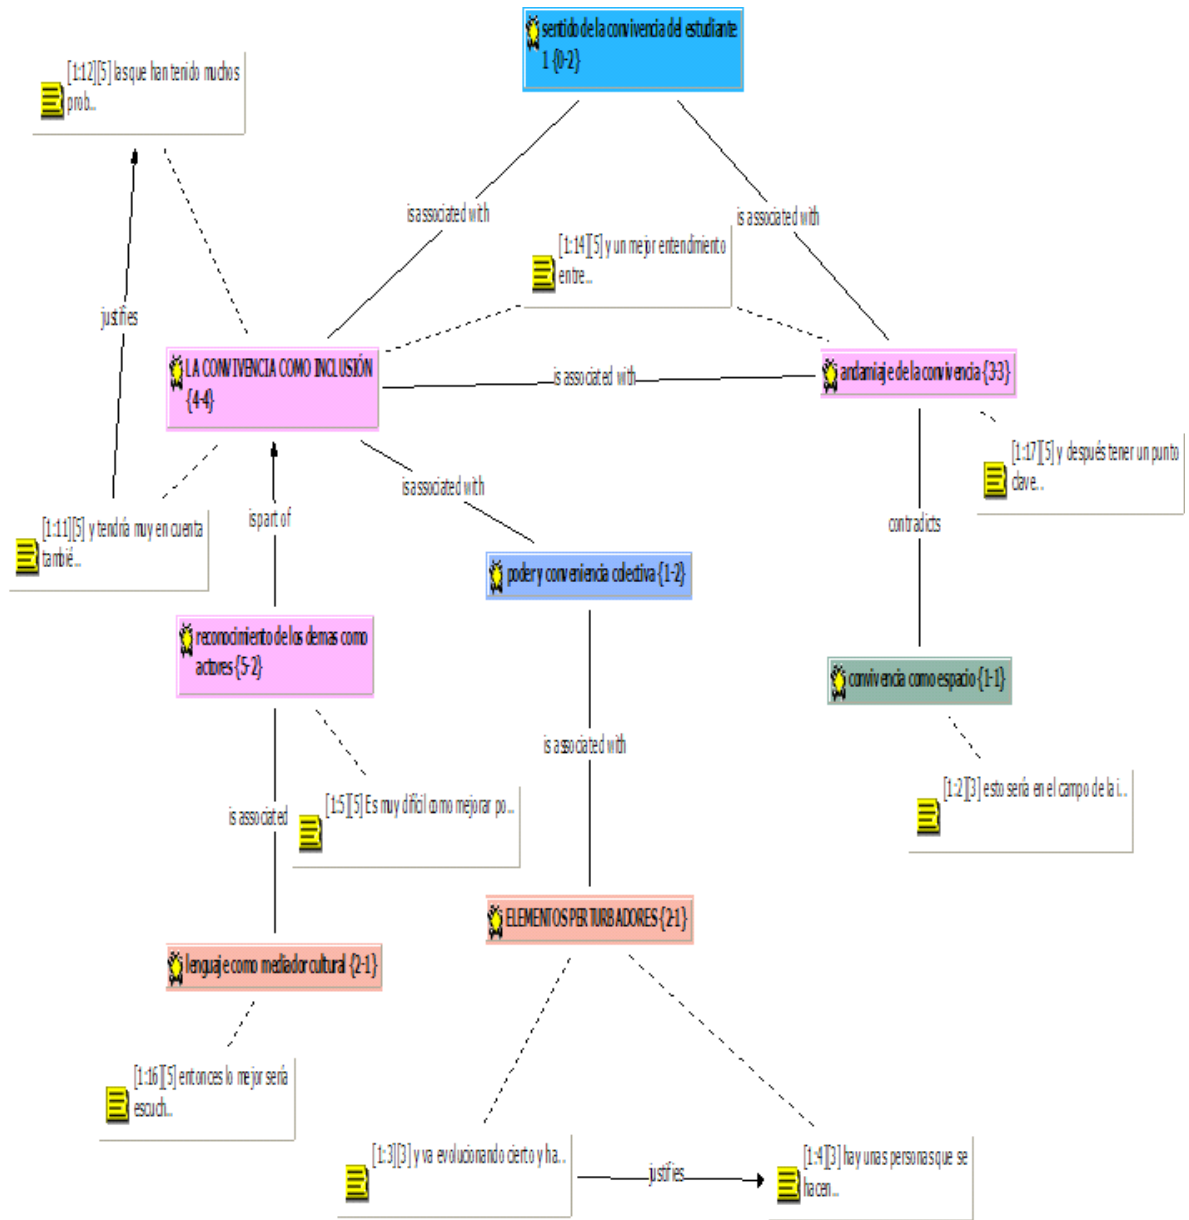 sentido de la convivencia del estudiante
1 {0-2}
[1:12][5] las que han tenido muchos
prob...
is associated with
is associated with
[1:14][5] y un mejor entendimiento
entre...
justifies
LA CONVIVENCIA COMO INCLUSIÓN
{4-4}
is associated with
andamiaje de la convivencia {3-3}
[1:17][5] y después tener un punto
clave...
is associated with
[1:11][5] y tendría muy en cuenta
tambié...
is part of
contradicts
poder y conveniencia colectiva {1-2}
reconocimiento de los demas como
actores {5-2}
convivencia como espacio {1-1}
is associated with
[1:5][5] Es muy difícil como mejorar po...
is associated
[1:2][3] esto sería en el campo de la i...
ELEMENTOS PERTURBADORES {2-1}
lenguaje como mediador cultural {2-1}
[1:16][5] entonces lo mejor sería
escuch...
[1:3][3] y va evolucionando cierto y ha...
justifies
[1:4][3] hay unas personas que se
hacen...